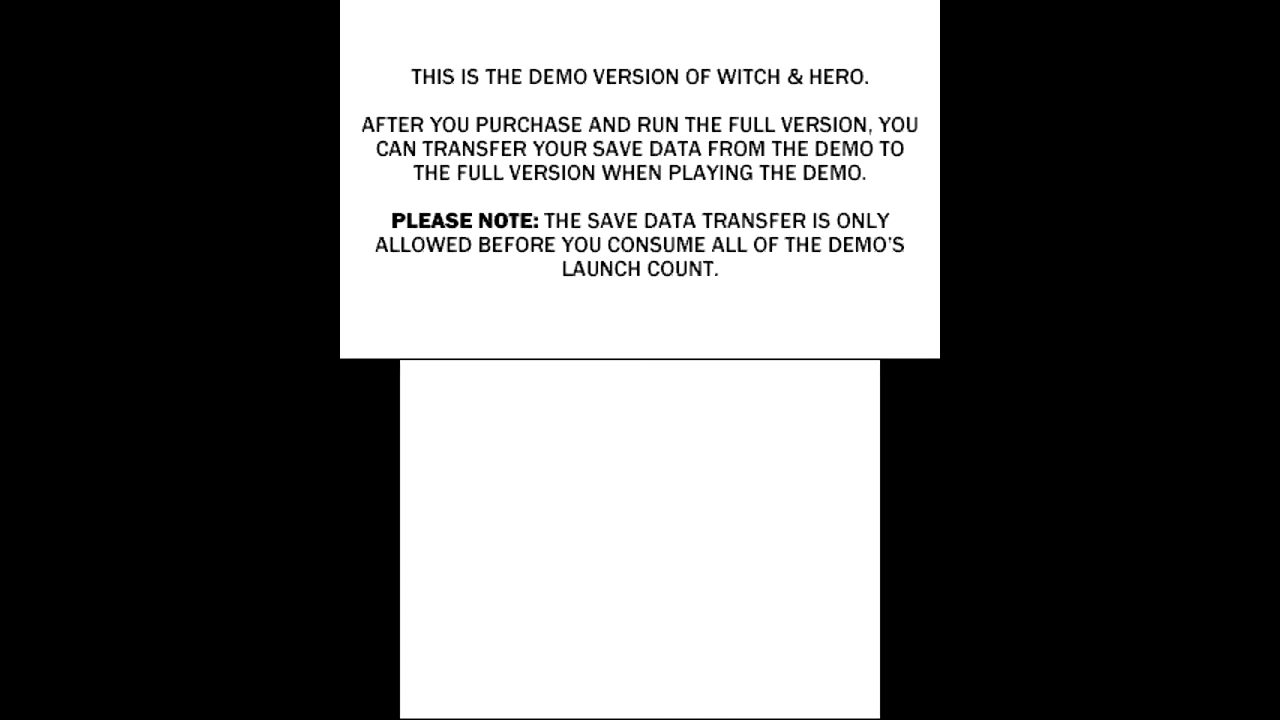 THIS IS THE DEMO VERSION OF WITCH & HERO.
AFTER YOU PURCHASE AND RUN THE FULL VERSION, YOU
CAN TRANSFER YOUR SAVE DATA FROM THE DEMO TO
THE FULL VERSION WHEN PLAYING THE DEMO.
PLEASE NOTE: THE SAVE DATA TRANSFER IS ONLY
ALLOWED BEFORE YOU CONSUME ALL OF THE DEMO'S
LAUNCH COUNT.